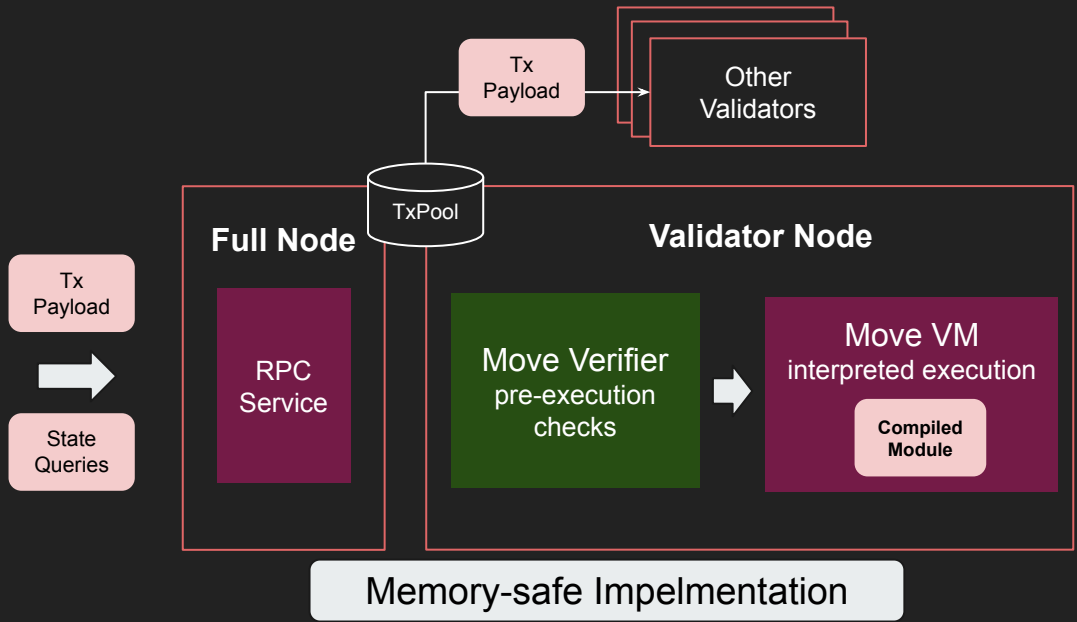 Tx
Payload
Other
Validators
TxPool
Full Node
Validator Node
Tx
Payload
State
Queries
RPC
Service
Move Verifier
pre-execution
checks
Move VM
interpreted execution
Compiled
Module
Memory-safe Impelmentation